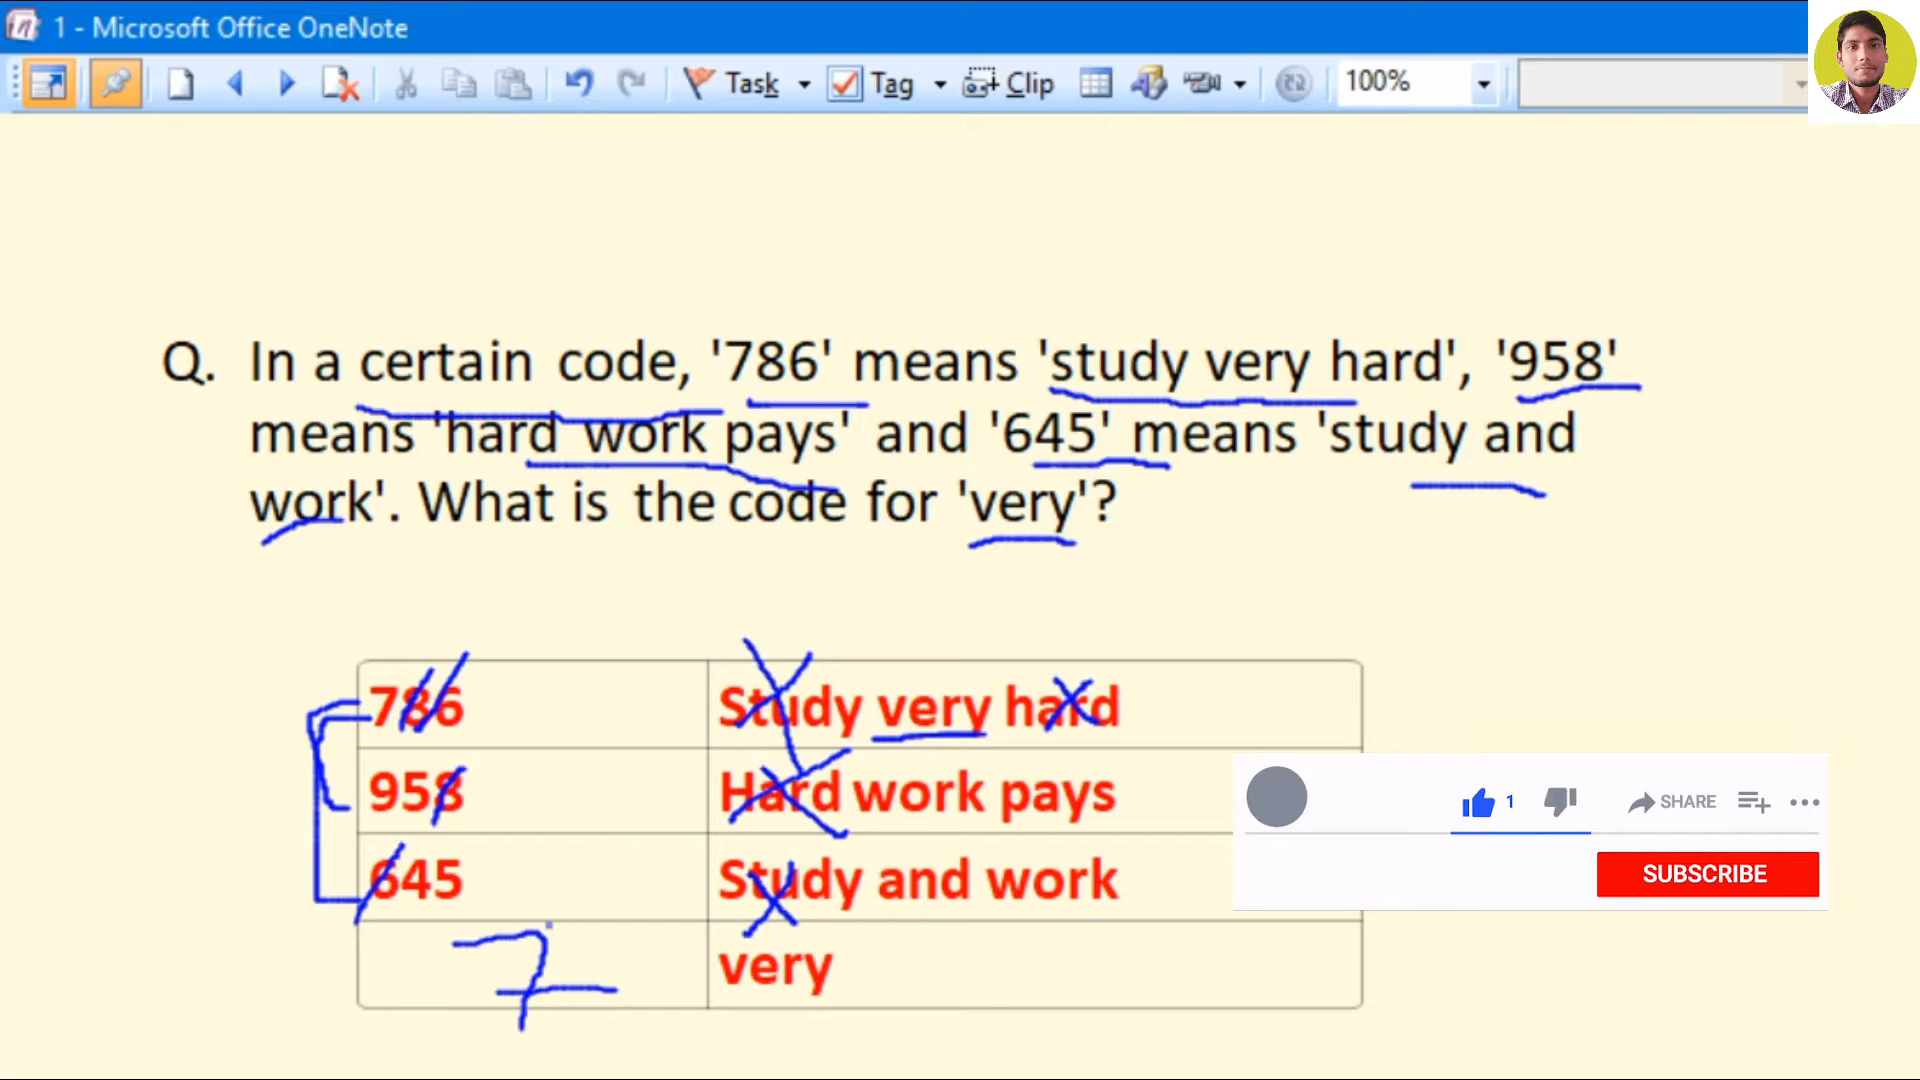 1 - Microsoft Office OneNote
Task Tag Clip 100%
Q. In a certain code, '786' means 'study very hard', '958'
means 'hard work pays' and '645' means 'study and
work'. What is the code for 'very'?
786 Study very hard
958 Hard work pays
645 Study and work
7 very
1 SHARE
SUBSCRIBE